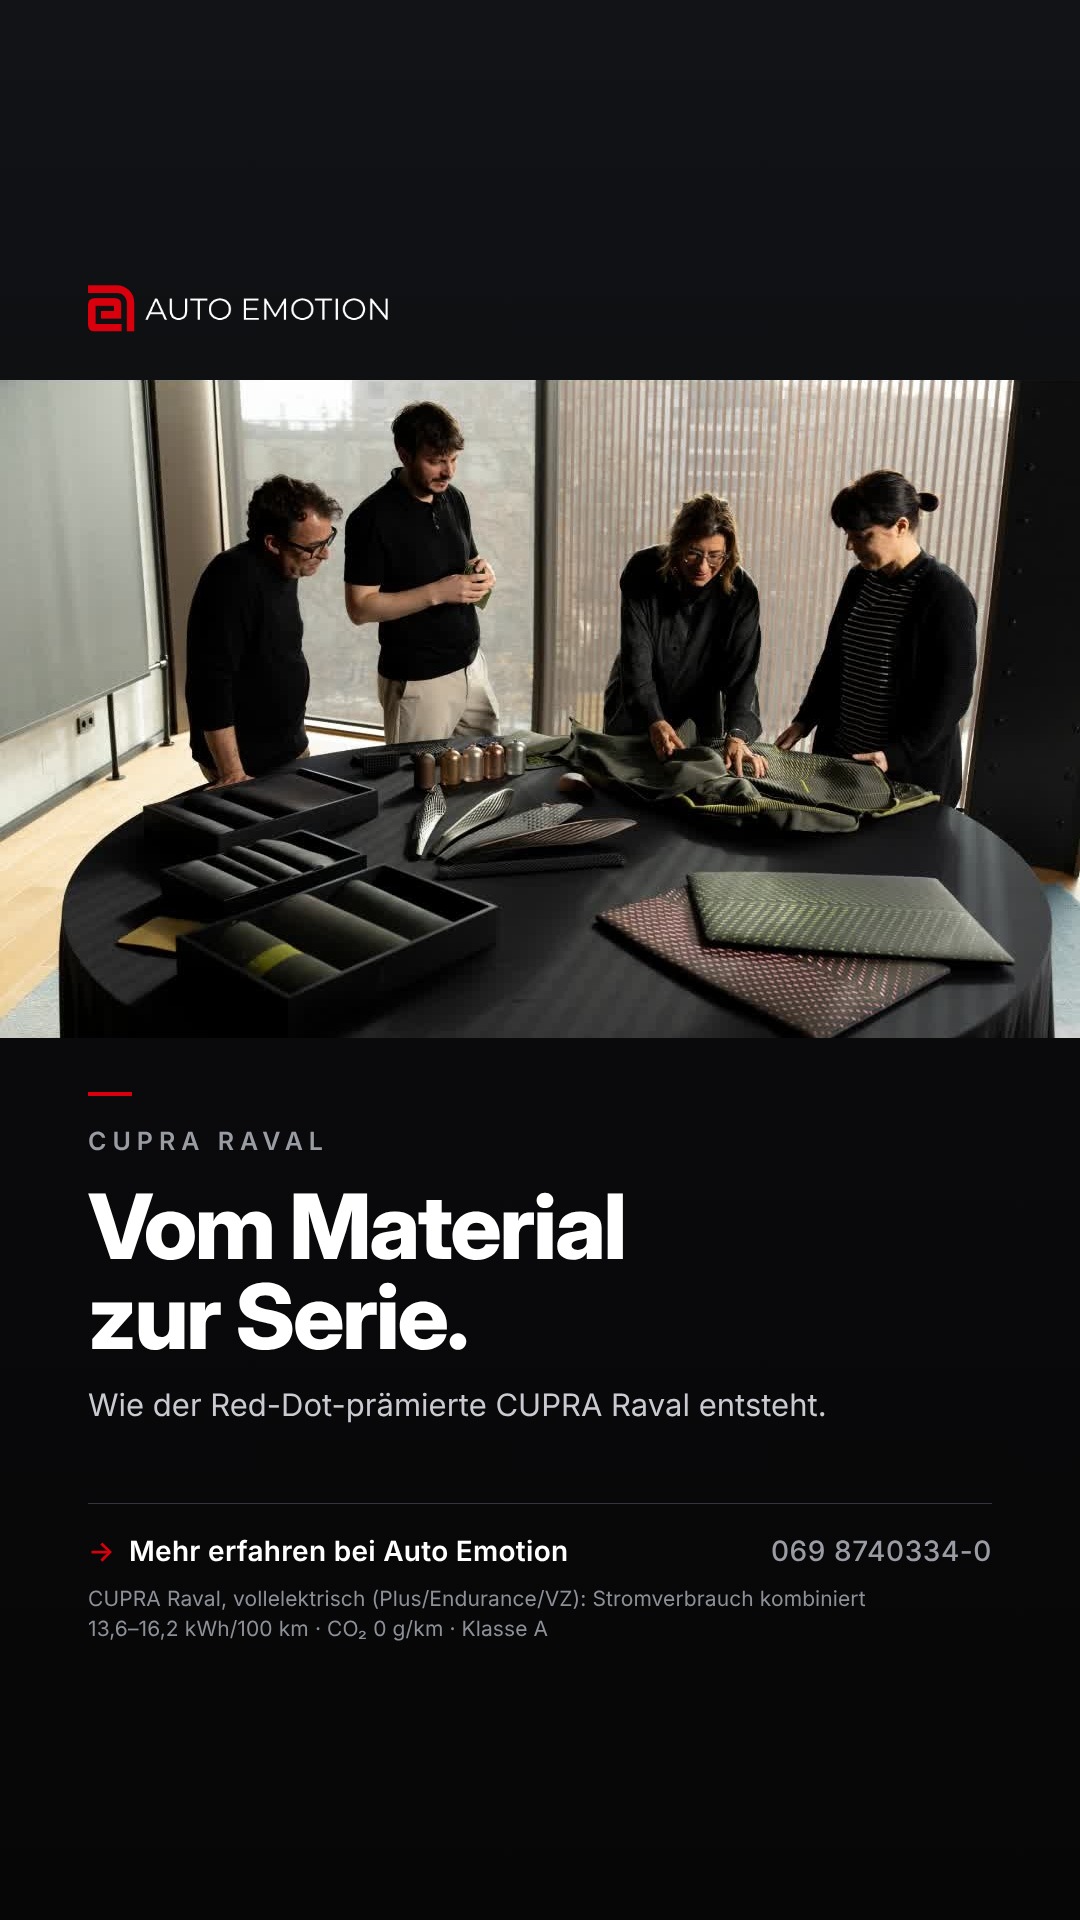 AUTO EMOTION
CUPRA RAVAL
Vom Material
zur Serie.
Wie der Red-Dot-prämierte CUPRA Raval entsteht.
→ Mehr erfahren bei Auto Emotion 069 8740334-0
CUPRA Raval, vollelektrisch (Plus/Endurance/VZ): Stromverbrauch kombiniert
13,6–16,2 kWh/100 km · CO₂ 0 g/km · Klasse A